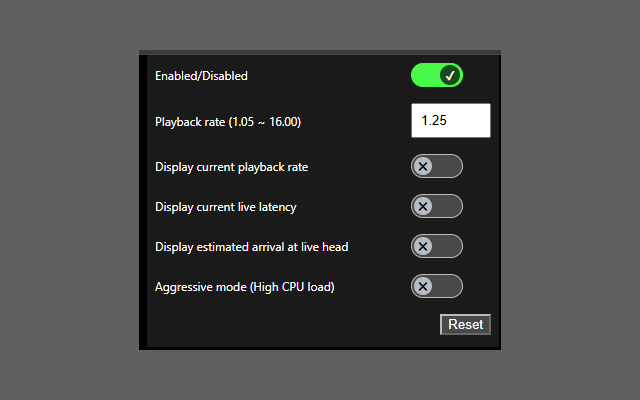 Enabled/Disabled
Playback rate (1.05 ~ 16.00) 1.25
Display current playback rate
Display current live latency
Display estimated arrival at live head
Aggressive mode (High CPU load)
Reset